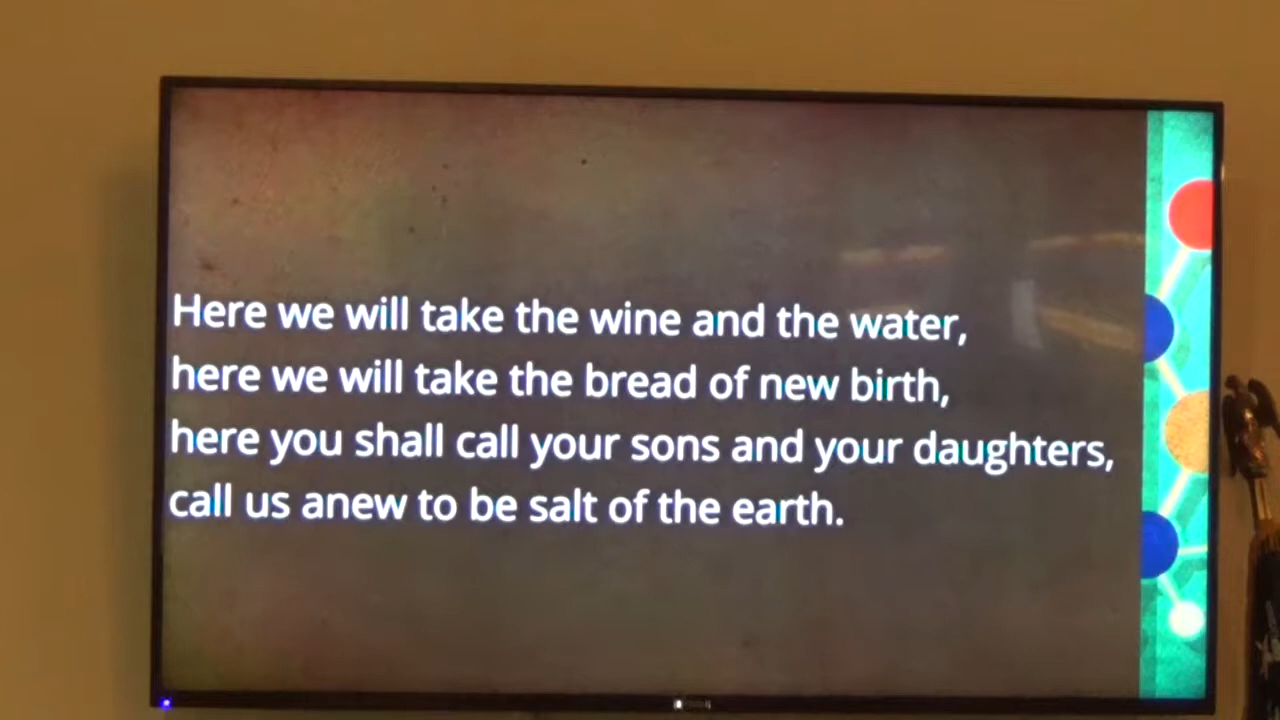 Here we will take the wine and the water,
here we will take the bread of new birth,
here you shall call your sons and your daughters,
call us anew to be salt of the earth.